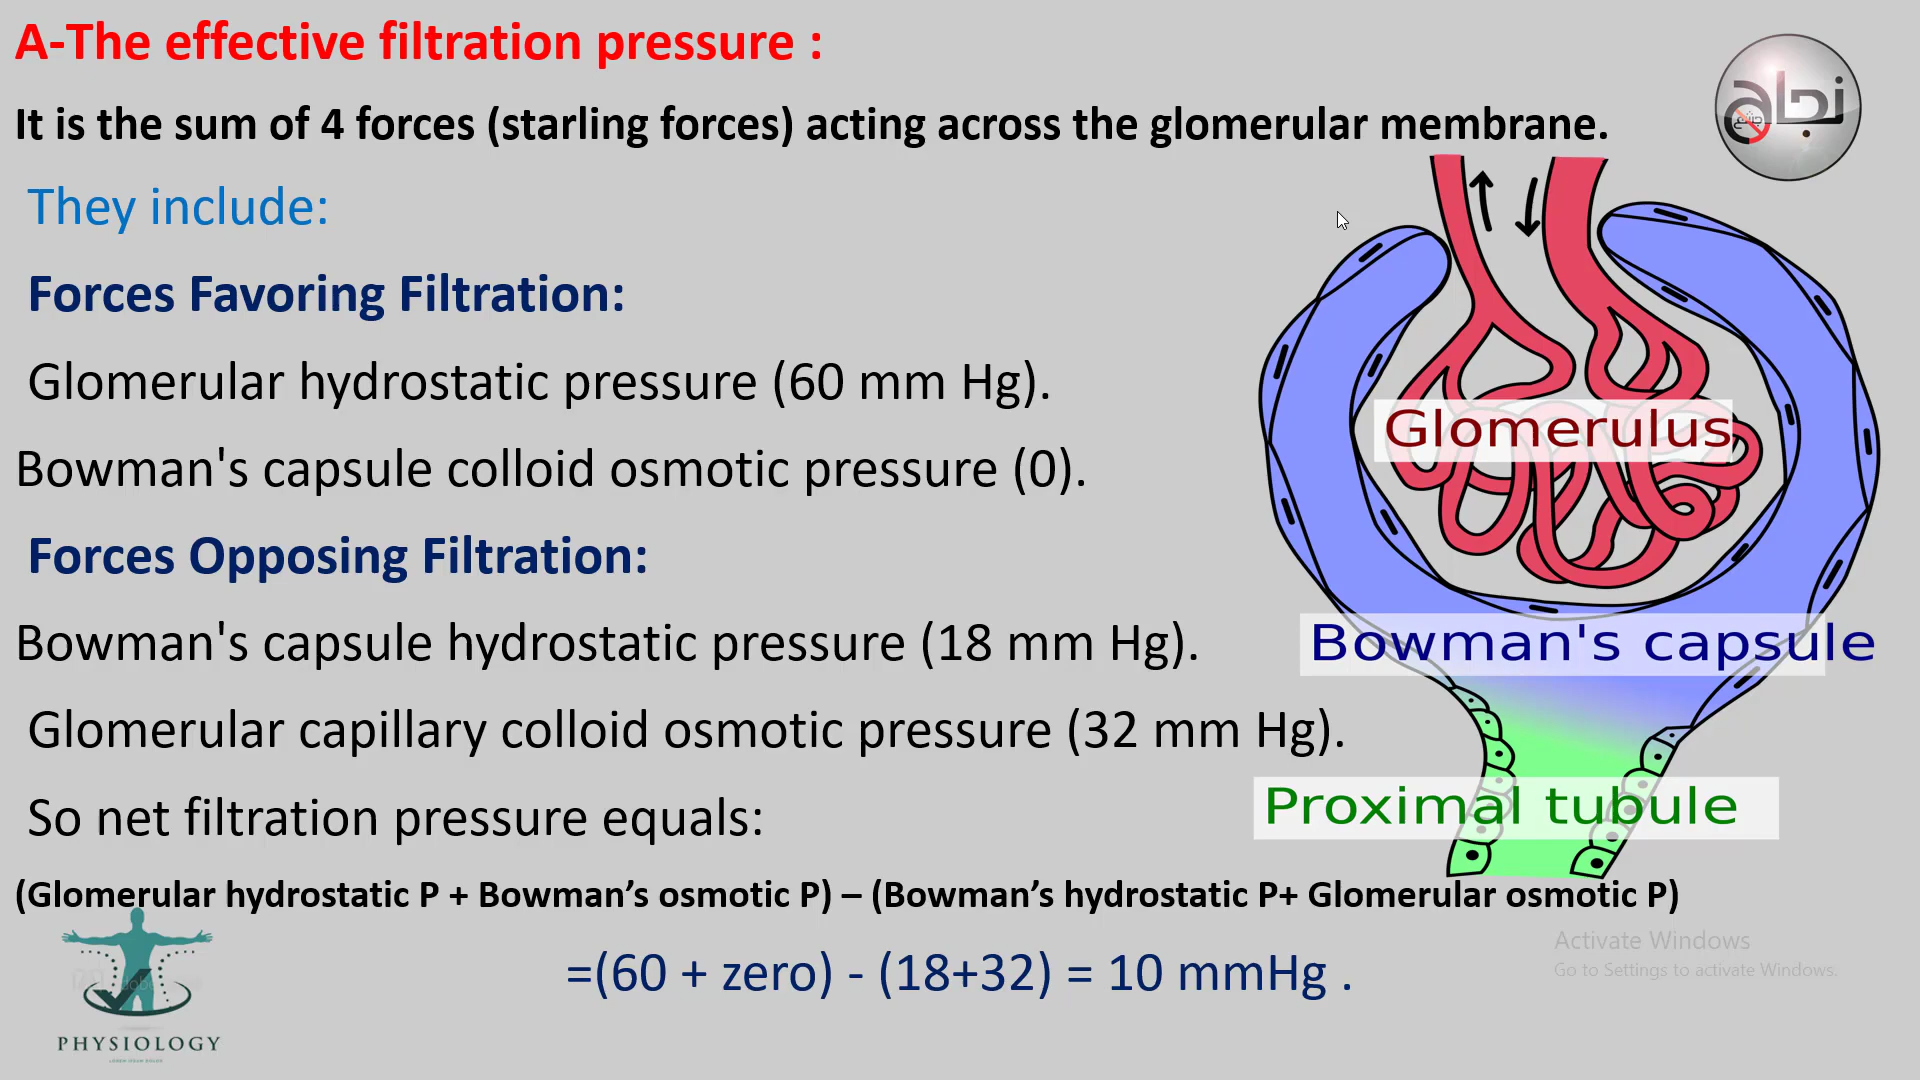 A-The effective filtration pressure :
It is the sum of 4 forces (starling forces) acting across the glomerular membrane.
They include:
Forces Favoring Filtration:
Glomerular hydrostatic pressure (60 mm Hg).
Bowman's capsule colloid osmotic pressure (0).
Forces Opposing Filtration:
Bowman's capsule hydrostatic pressure (18 mm Hg).
Glomerular capillary colloid osmotic pressure (32 mm Hg).
So net filtration pressure equals:
(Glomerular hydrostatic P + Bowman’s osmotic P) – (Bowman’s hydrostatic P+ Glomerular osmotic P)
=(60 + zero) - (18+32) = 10 mmHg .
Glomerulus
Bowman's capsule
Proximal tubule
Activate Windows
Go to Settings to activate Windows.
PHYSIOLOGY